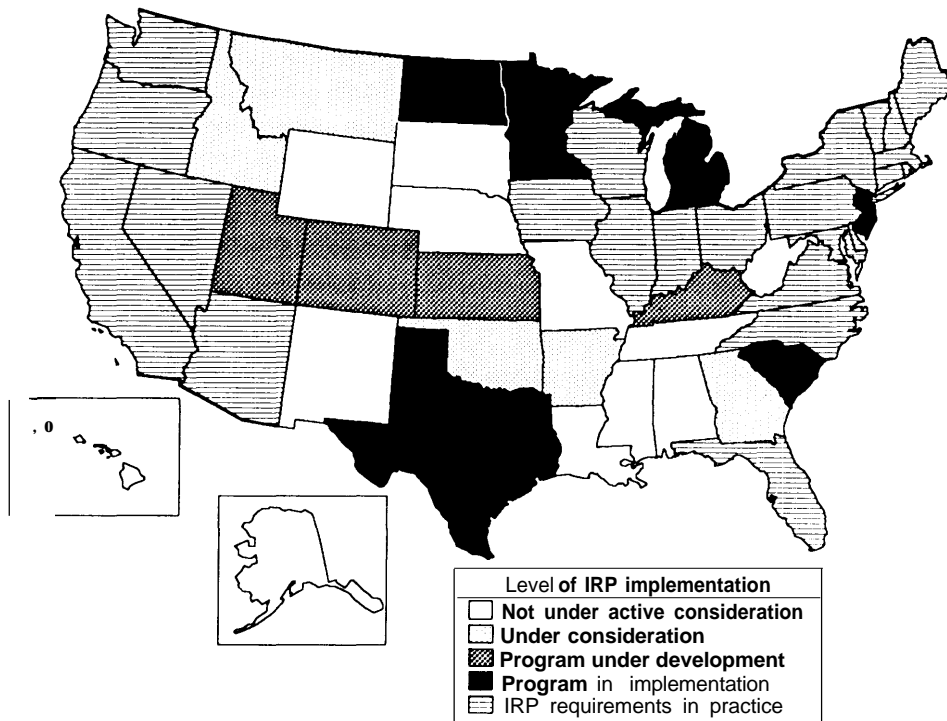 , 0
Level of IRP implementation
Not under active consideration
Under consideration
Program under development
Program in implementation
IRP requirements in practice